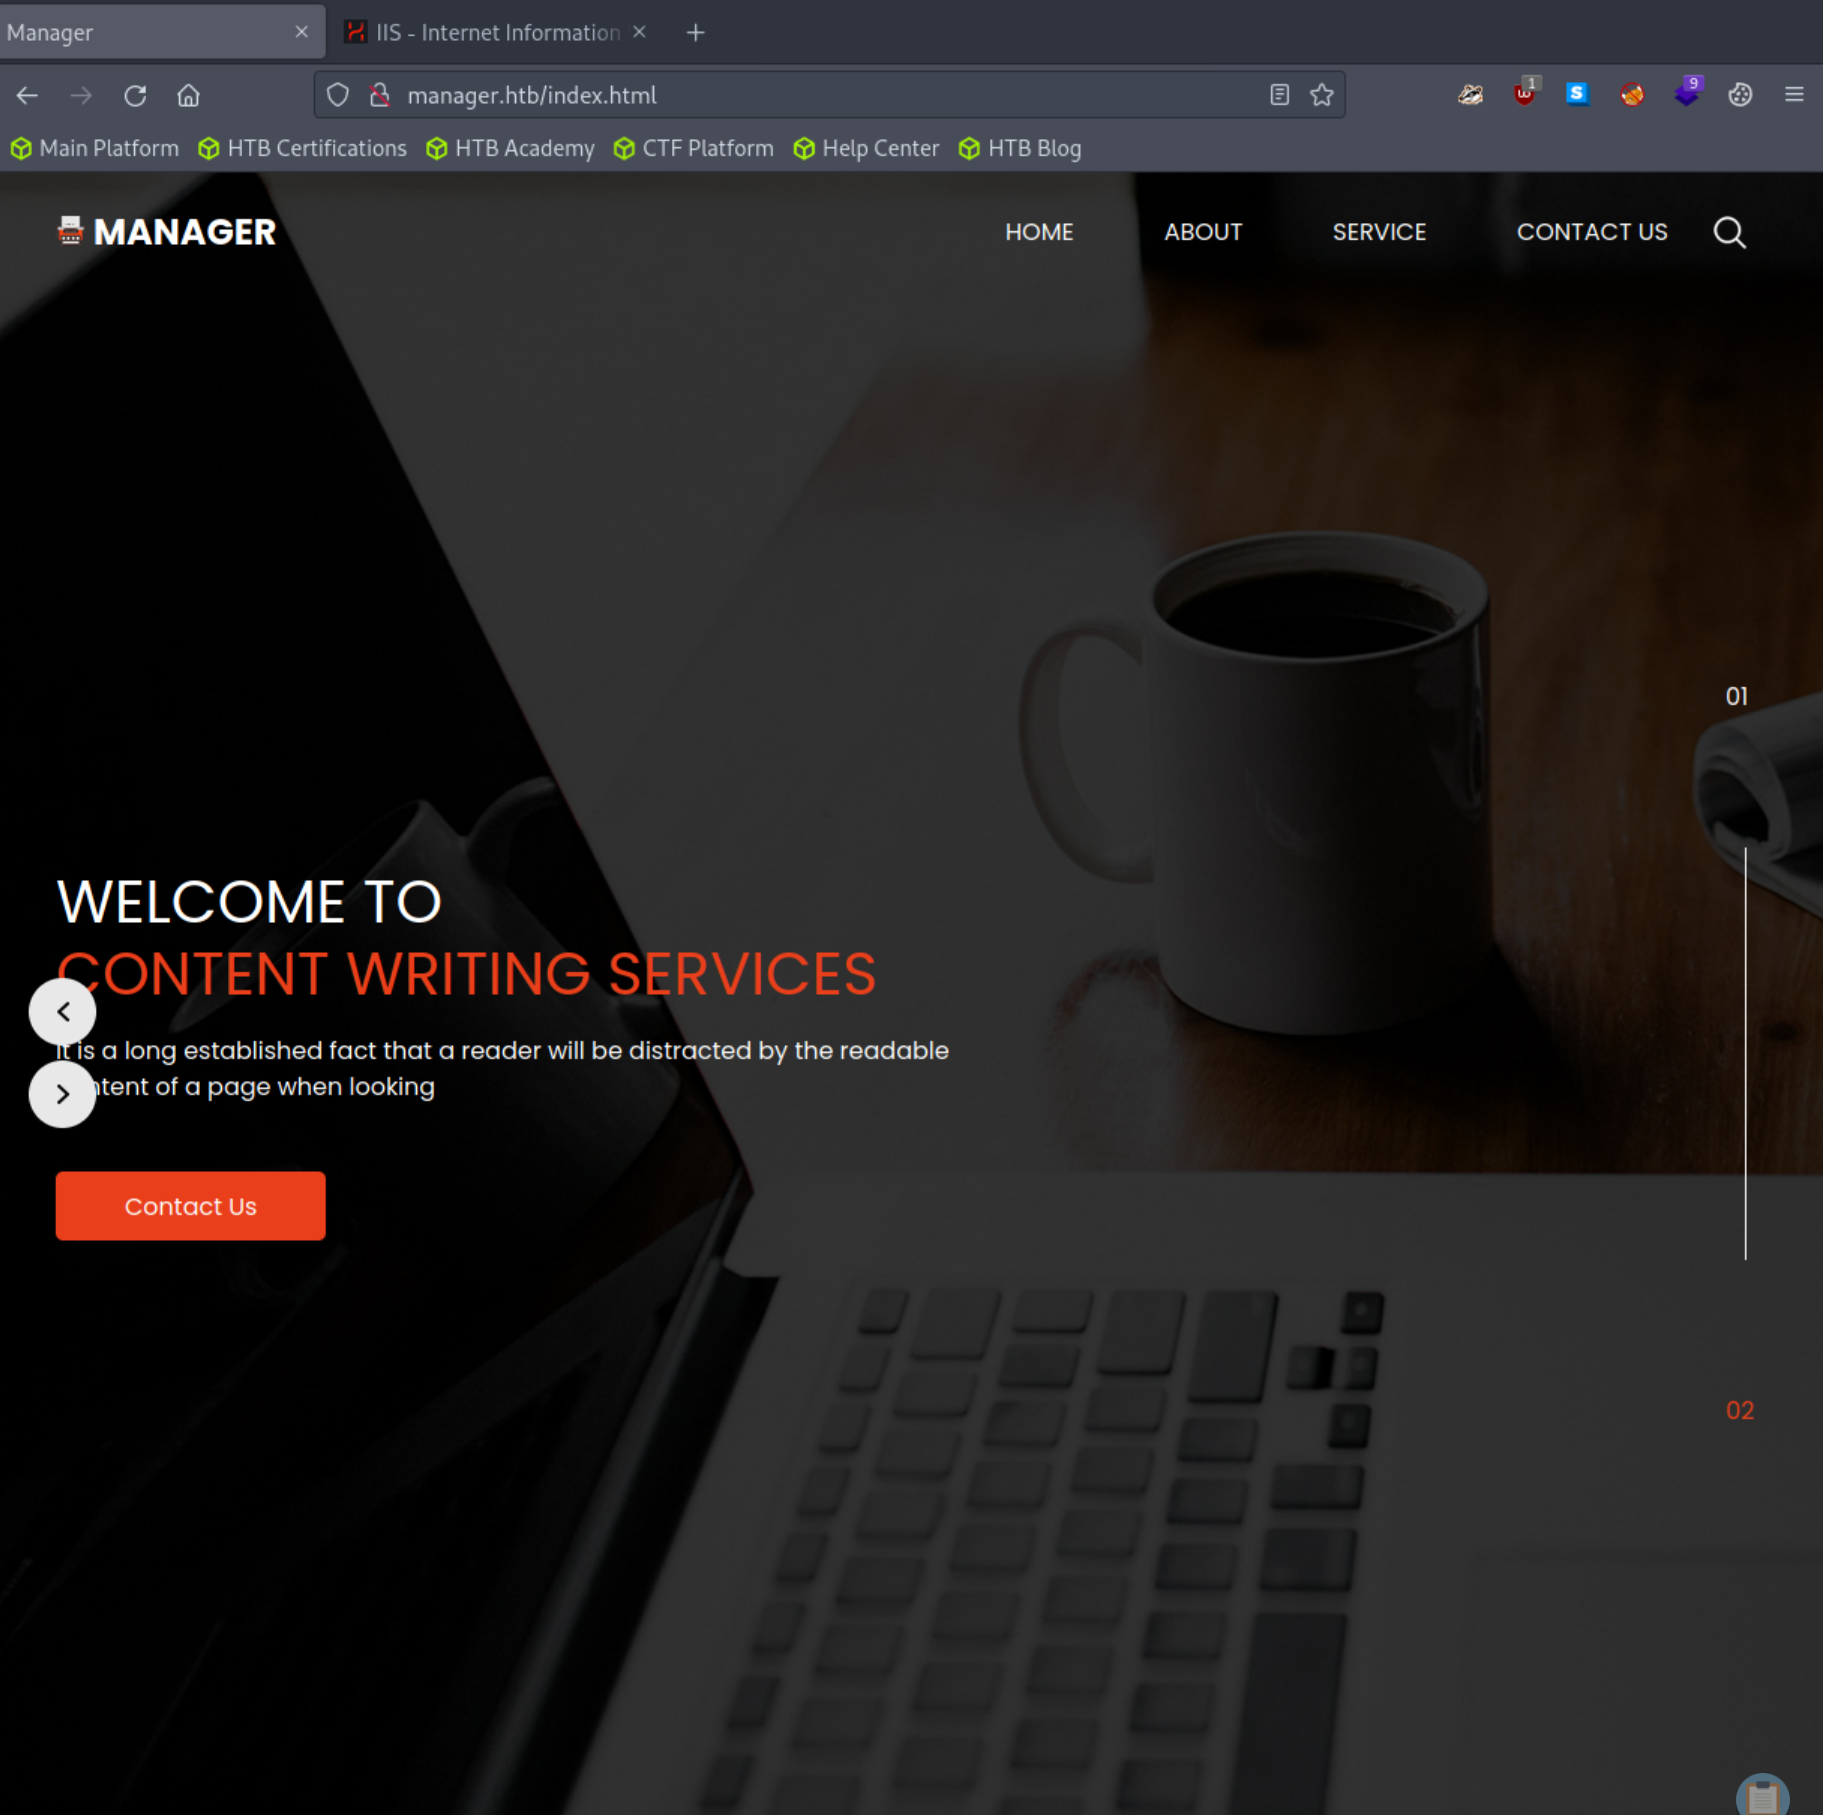 Manager
IIS - Internet Information
manager.htb/index.html
1
S
9
Main Platform
HTB Certifications
HTB Academy
CTF Platform
Help Center
HTB Blog
MANAGER
HOME
ABOUT
SERVICE
CONTACT US
01
WELCOME TO
CONTENT WRITING SERVICES
It is a long established fact that a reader will be distracted by the readable
ntent of a page when looking
Contact Us
02